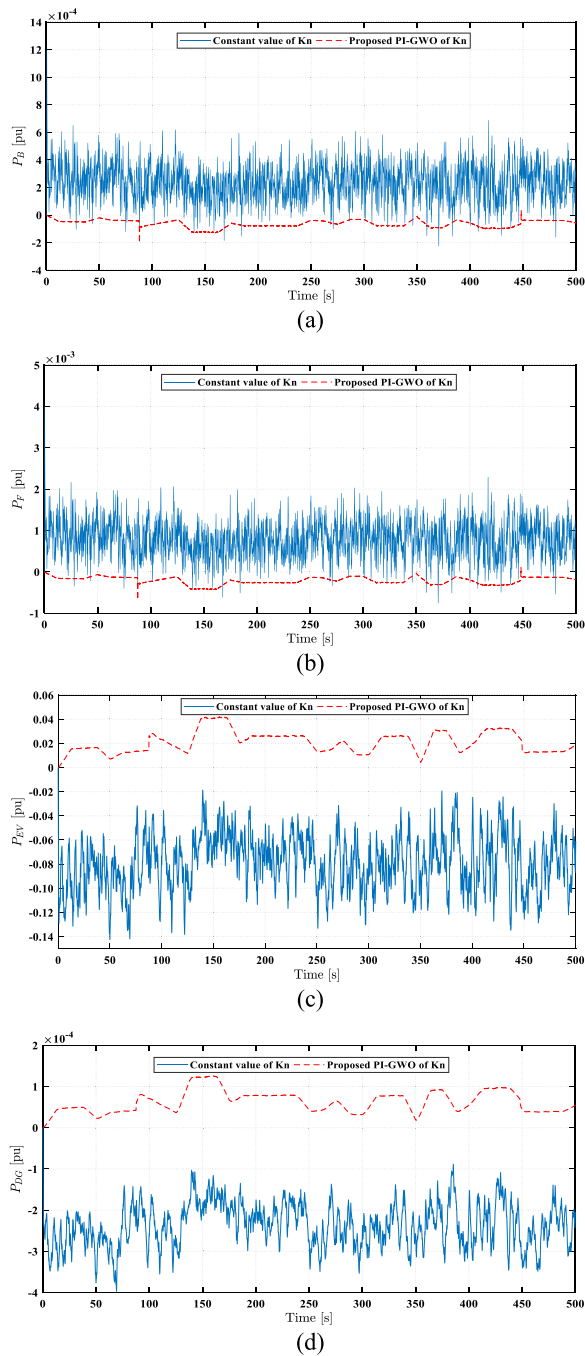 ×10⁻⁴
14
Constant value of Kn Proposed PI-GWO of Kn
12
10
8
6
4
2
0
-2
-4
P_B [pu]
0 50 100 150 200 250 300 350 400 450 500
Time [s]
(a)
×10⁻³
5
Constant value of Kn Proposed PI-GWO of Kn
4
3
2
1
0
-1
P_F [pu]
0 50 100 150 200 250 300 350 400 450 500
Time [s]
(b)
0.06
Constant value of Kn Proposed PI-GWO of Kn
0.04
0.02
0
-0.02
-0.04
-0.06
-0.08
-0.10
-0.12
-0.14
P_EV [pu]
0 50 100 150 200 250 300 350 400 450 500
Time [s]
(c)
×10⁻⁴
2
Constant value of Kn Proposed PI-GWO of Kn
1
0
-1
-2
-3
-4
P_DG [pu]
0 50 100 150 200 250 300 350 400 450 500
Time [s]
(d)